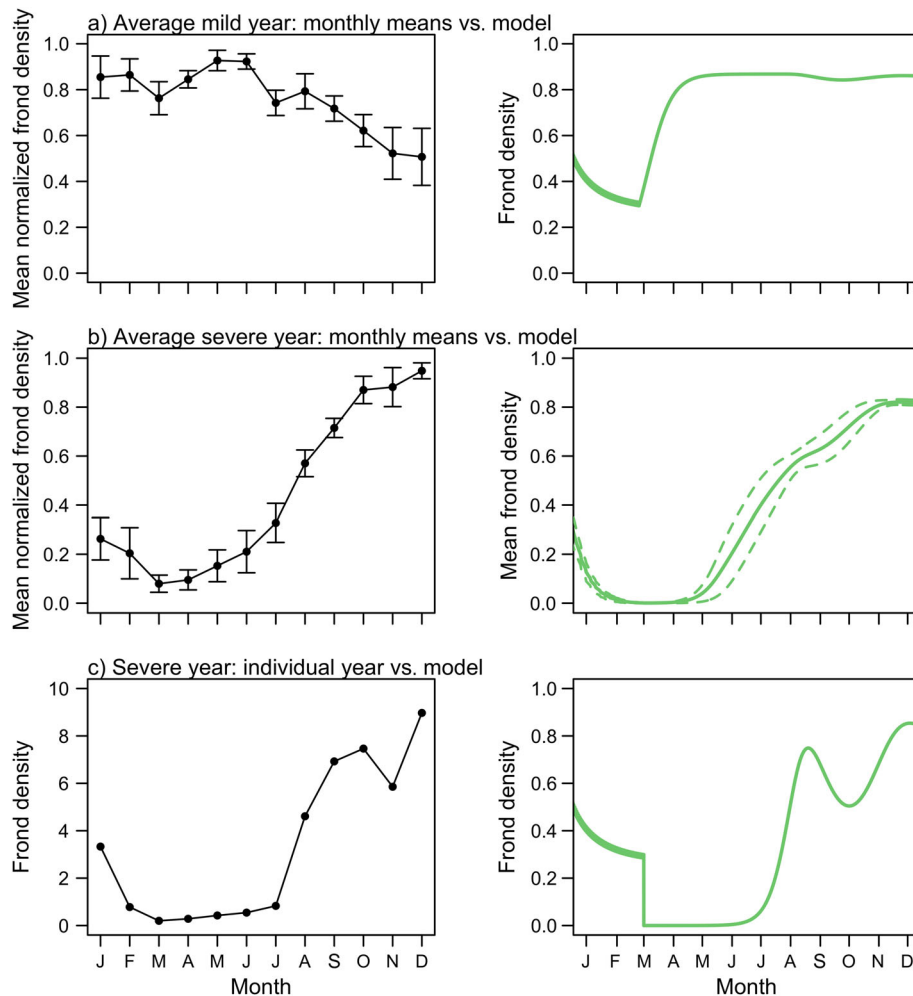 a) Average mild year: monthly means vs. model
Mean normalized frond density
1.0
0.8
0.6
0.4
0.2
0.0
Frond density
1.0
0.8
0.6
0.4
0.2
0.0
b) Average severe year: monthly means vs. model
Mean normalized frond density
1.0
0.8
0.6
0.4
0.2
0.0
Mean frond density
1.0
0.8
0.6
0.4
0.2
0.0
c) Severe year: individual year vs. model
Frond density
10
8
6
4
2
0
J F M A M J J A S O N D
Month
Frond density
1.0
0.8
0.6
0.4
0.2
0.0
J F M A M J J A S O N D
Month